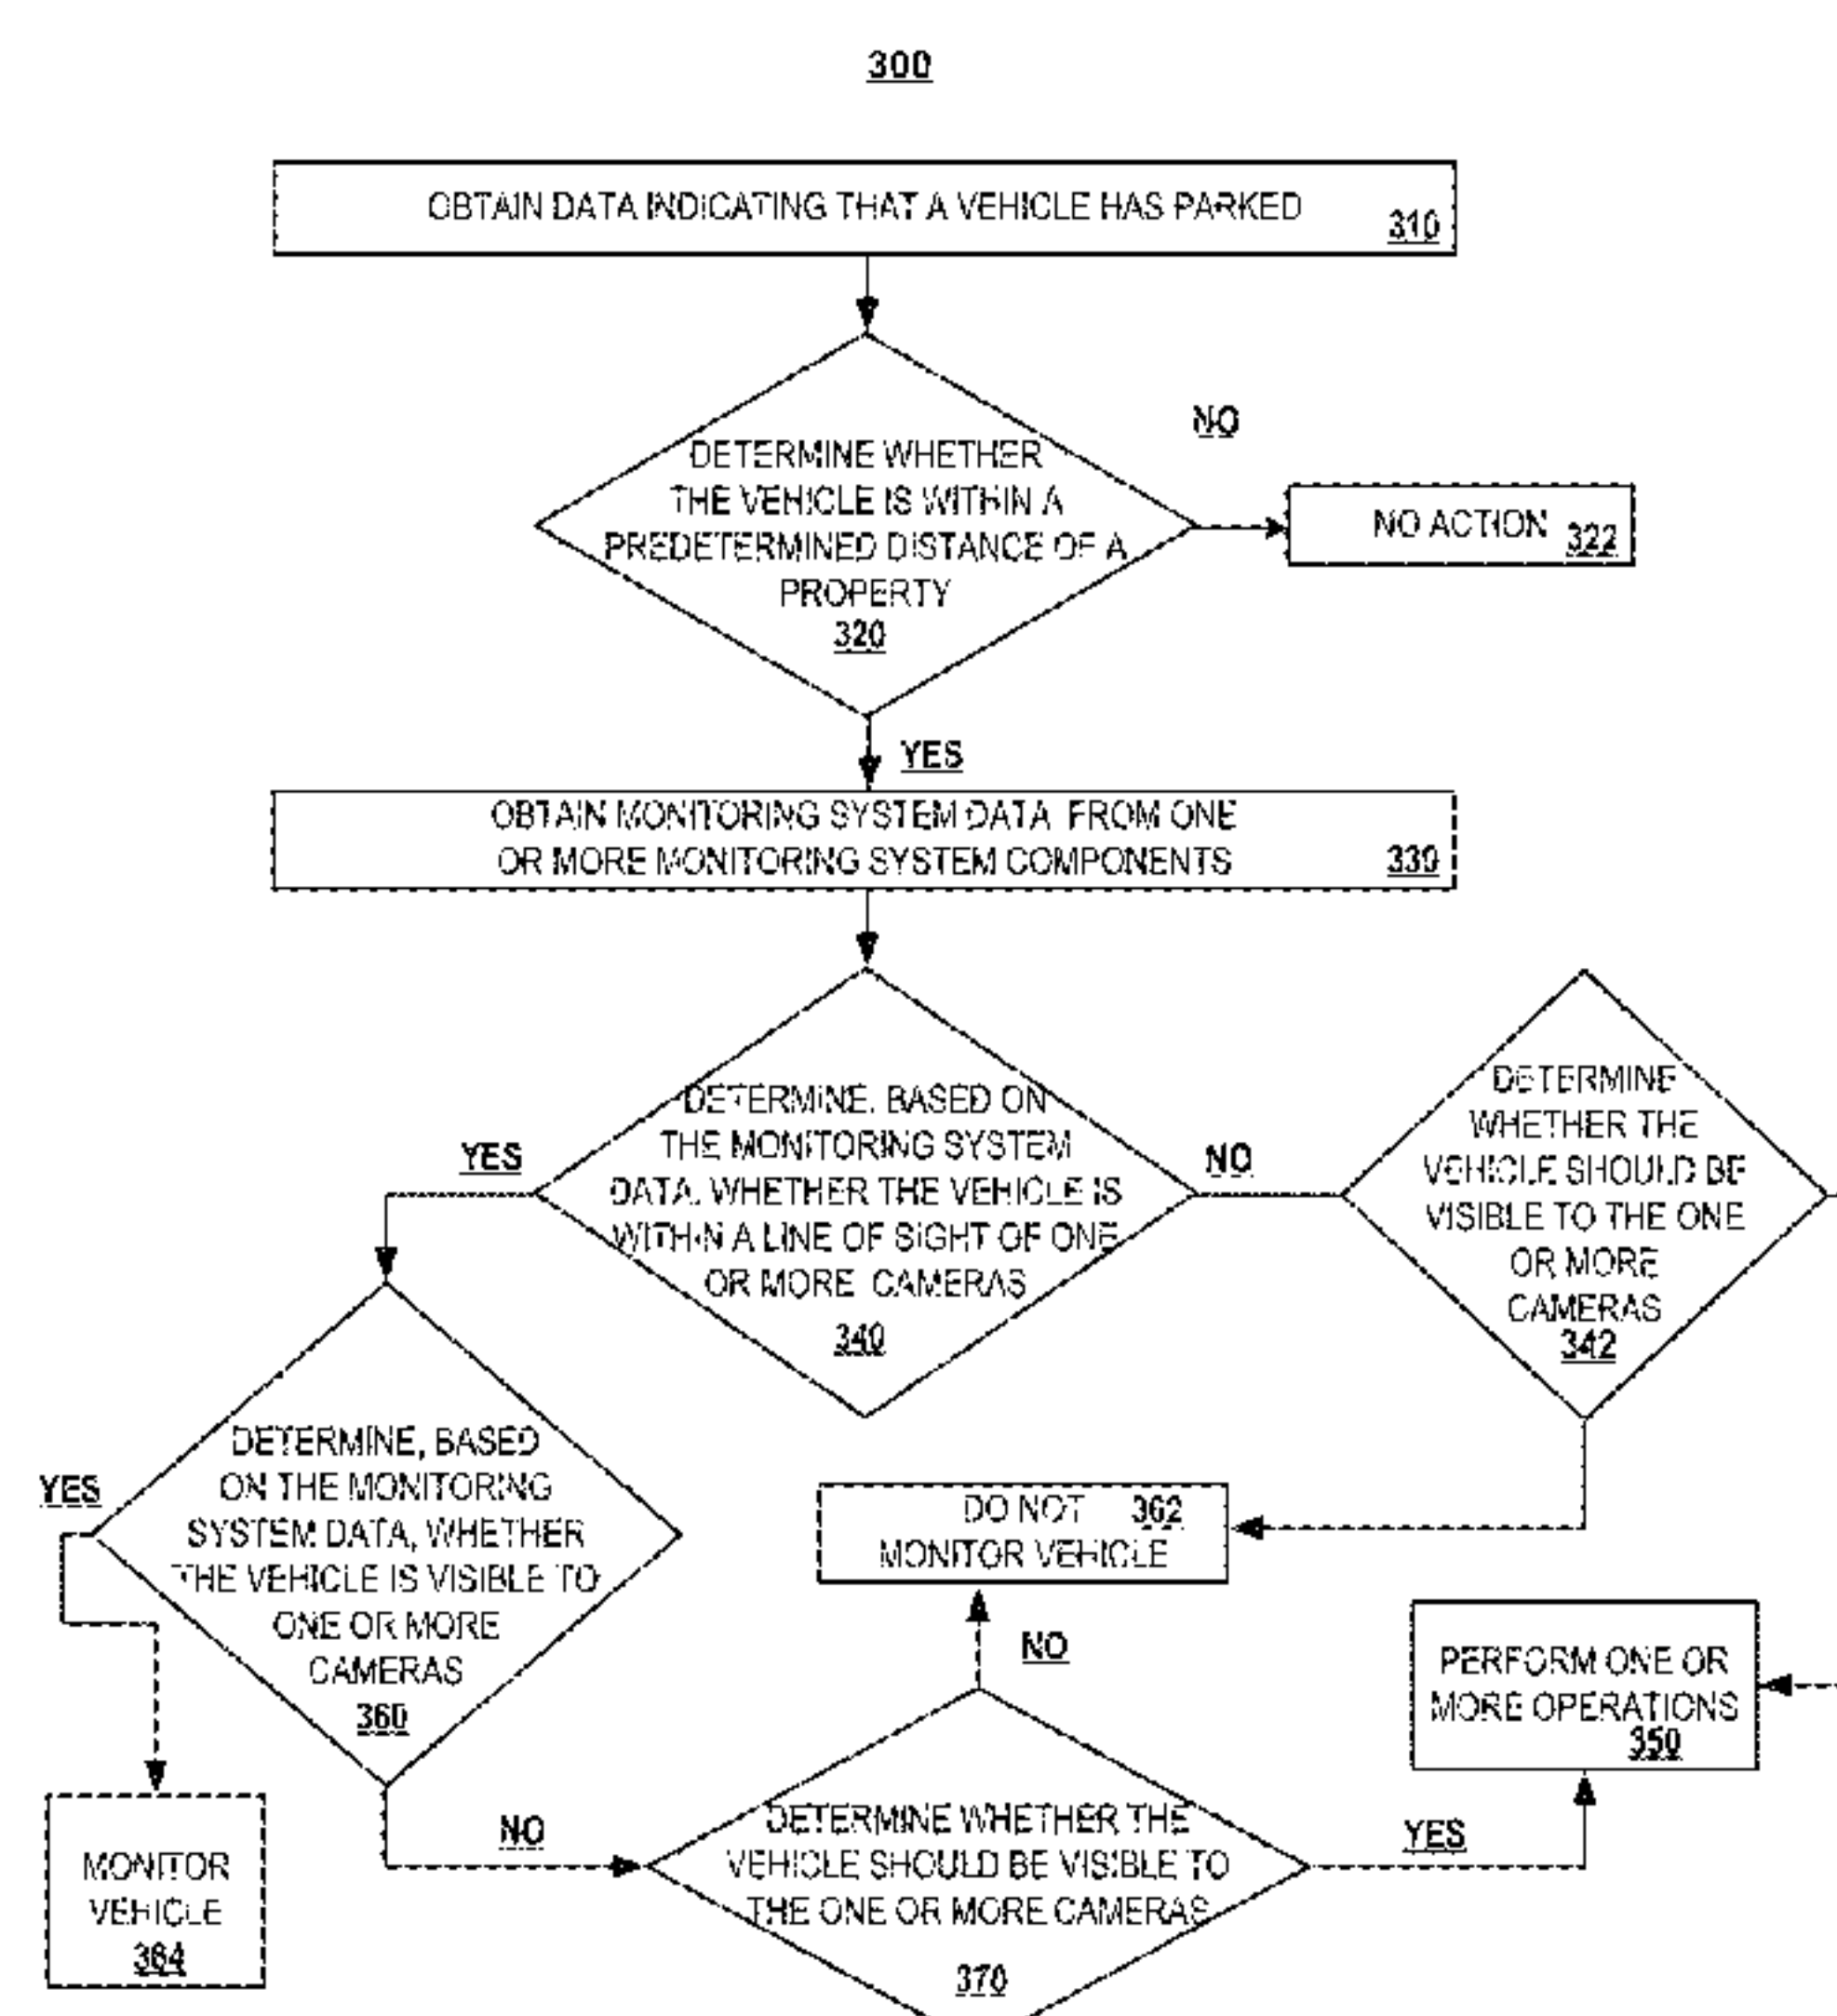 300
OBTAIN DATA INDICATING THAT A VEHICLE HAS PARKED
310
DETERMINE WHETHER
THE VEHICLE IS WITHIN A
PREDETERMINED DISTANCE OF A
PROPERTY
320
NO
NO ACTION 322
YES
OBTAIN MONITORING SYSTEM DATA FROM ONE
OR MORE MONITORING SYSTEM COMPONENTS
330
DETERMINE, BASED ON
THE MONITORING SYSTEM
DATA, WHETHER THE VEHICLE IS
WITHIN A LINE OF SIGHT OF ONE
OR MORE CAMERAS
340
YES
NO
DETERMINE
WHETHER THE
VEHICLE SHOULD BE
VISIBLE TO THE ONE
OR MORE
CAMERAS
342
DETERMINE, BASED
ON THE MONITORING
SYSTEM DATA, WHETHER
THE VEHICLE IS VISIBLE TO
ONE OR MORE
CAMERAS
360
YES
DO NOT 362
MONITOR VEHICLE
NO
PERFORM ONE OR
MORE OPERATIONS
350
MONITOR
VEHICLE
364
NO
DETERMINE WHETHER THE
VEHICLE SHOULD BE VISIBLE TO
THE ONE OR MORE CAMERAS
370
YES